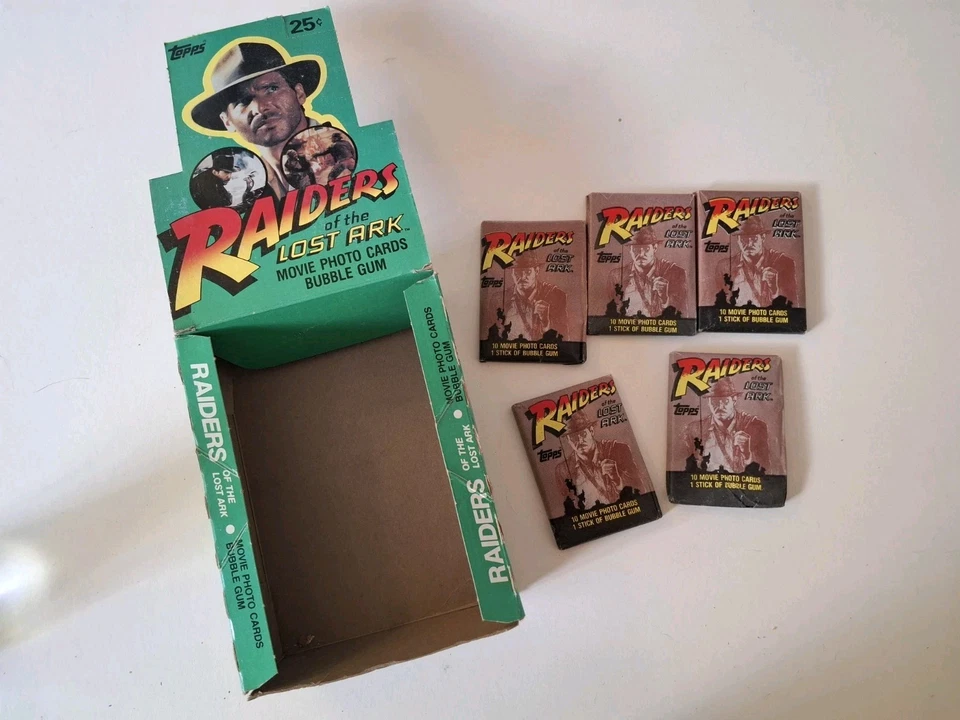 Topps
25¢
RAIDERS
of the
LOST ARK™
MOVIE PHOTO CARDS
BUBBLE GUM
RAIDERS
OF THE
LOST ARK
MOVIE PHOTO CARDS
BUBBLE GUM
RAIDERS
OF THE
LOST ARK
MOVIE PHOTO CARDS
BUBBLE GUM
RAIDERS
of the
LOST
ARK
Topps
10 MOVIE PHOTO CARDS
1 STICK OF BUBBLE GUM
RAIDERS
of the
LOST
ARK
Topps
10 MOVIE PHOTO CARDS
1 STICK OF BUBBLE GUM
RAIDERS
of the
LOST
ARK
Topps
10 MOVIE PHOTO CARDS
1 STICK OF BUBBLE GUM
RAIDERS
of the
LOST
ARK
Topps
10 MOVIE PHOTO CARDS
1 STICK OF BUBBLE GUM
RAIDERS
of the
LOST
ARK
Topps
10 MOVIE PHOTO CARDS
1 STICK OF BUBBLE GUM